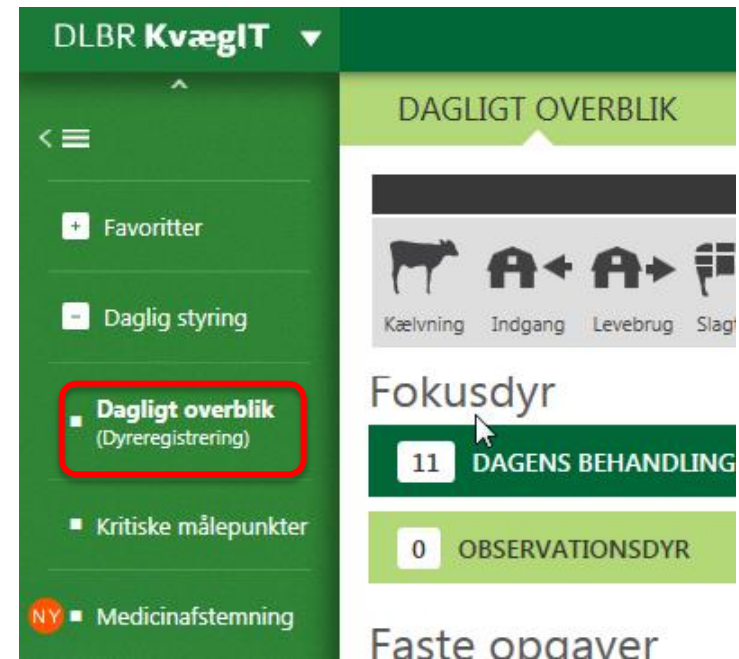 DLBR KvægIT
DAGLIGT OVERBLIK
+ Favoritter
- Daglig styring
Dagligt overblik
(Dyreregistrering)
Kritiske målepunkter
NY Medicinafstemning
Kælvning Indgang Levebrug Slagt
Fokusdyr
11 DAGENS BEHANDLING
0 OBSERVATIONSDYR
Faste opgaver